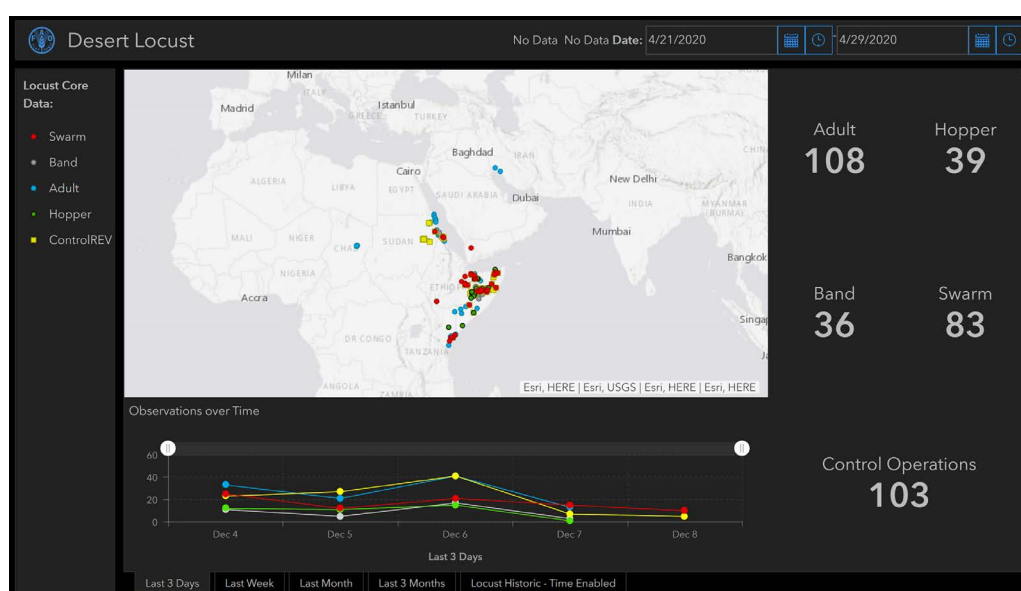 Desert Locust
No Data No Data Date: 4/21/2020 - 4/29/2020
Locust Core
Data:
Swarm
Band
Adult
Hopper
ControlREV
Milan
ITALY
Madrid
Istanbul
GREECE
TURKEY
Baghdad
IRAN
CHIN
Cairo
New Delhi
ALGERIA
LIBYA
EGYPT
SAUDI ARABIA
Dubai
INDIA
MYANMAR
(BURMA)
MALI
NIGER
CHAD
SUDAN
Mumbai
Bangkok
NIGERIA
ETHIOP
Accra
Singap
DR CONGO
TANZANIA
ANGOLA
ZAMBIA
Esri, HERE | Esri, USGS | Esri, HERE | Esri, HERE
Adult
108
Hopper
39
Band
36
Swarm
83
Control Operations
103
Observations over Time
60
40
20
0
Dec 4
Dec 5
Dec 6
Dec 7
Dec 8
Last 3 Days
Last 3 Days
Last Week
Last Month
Last 3 Months
Locust Historic - Time Enabled